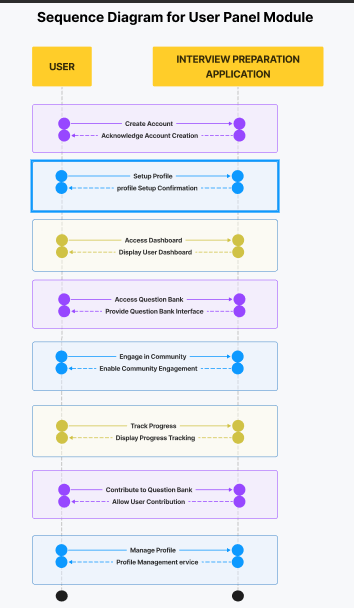 Sequence Diagram for User Panel Module
USER
INTERVIEW PREPARATION
APPLICATION
Create Account
Acknowledge Account Creation
Setup Profile
profile Setup Confirmation
Access Dashboard
Display User Dashboard
Access Question Bank
Provide Question Bank Interface
Engage in Community
Enable Community Engagement
Track Progress
Display Progress Tracking
Contribute to Question Bank
Allow User Contribution
Manage Profile
Profile Management ervice